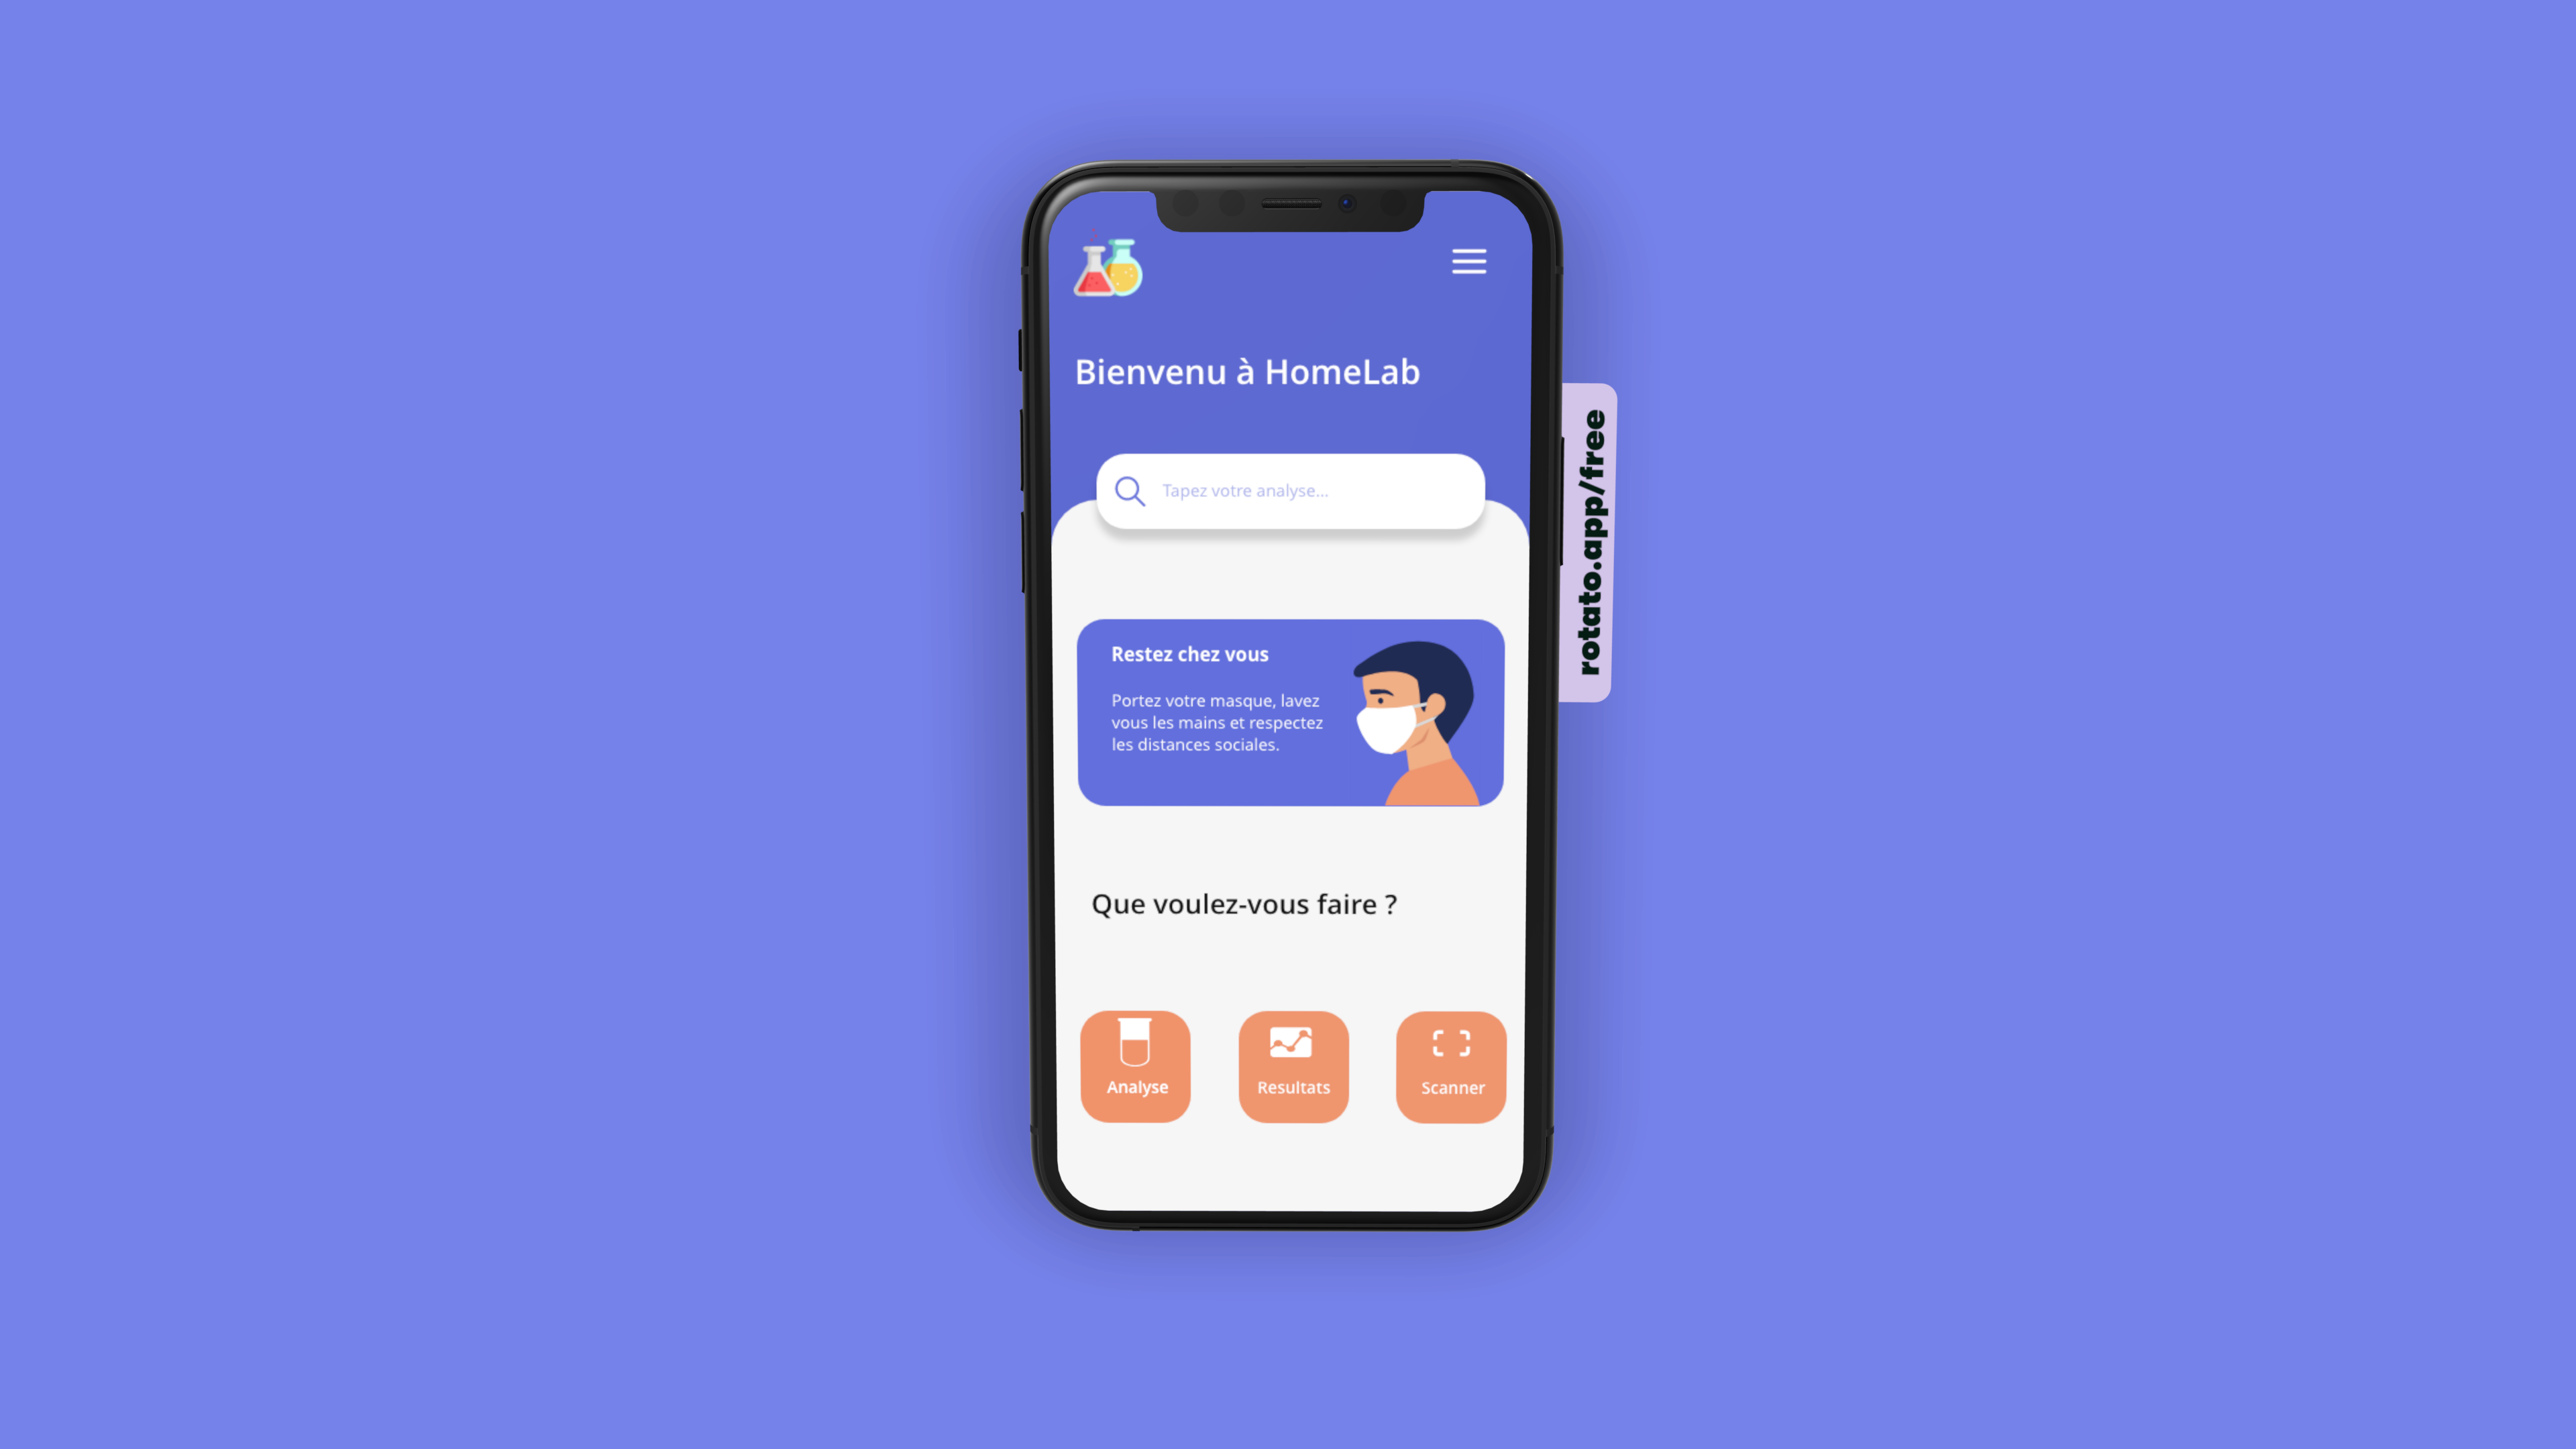 Bienvenu à HomeLab
Tapez votre analyse...
rotato.app/free
Restez chez vous
Portez votre masque, lavez
vous les mains et respectez
les distances sociales.
Que voulez-vous faire ?
Analyse
Resultats
Scanner